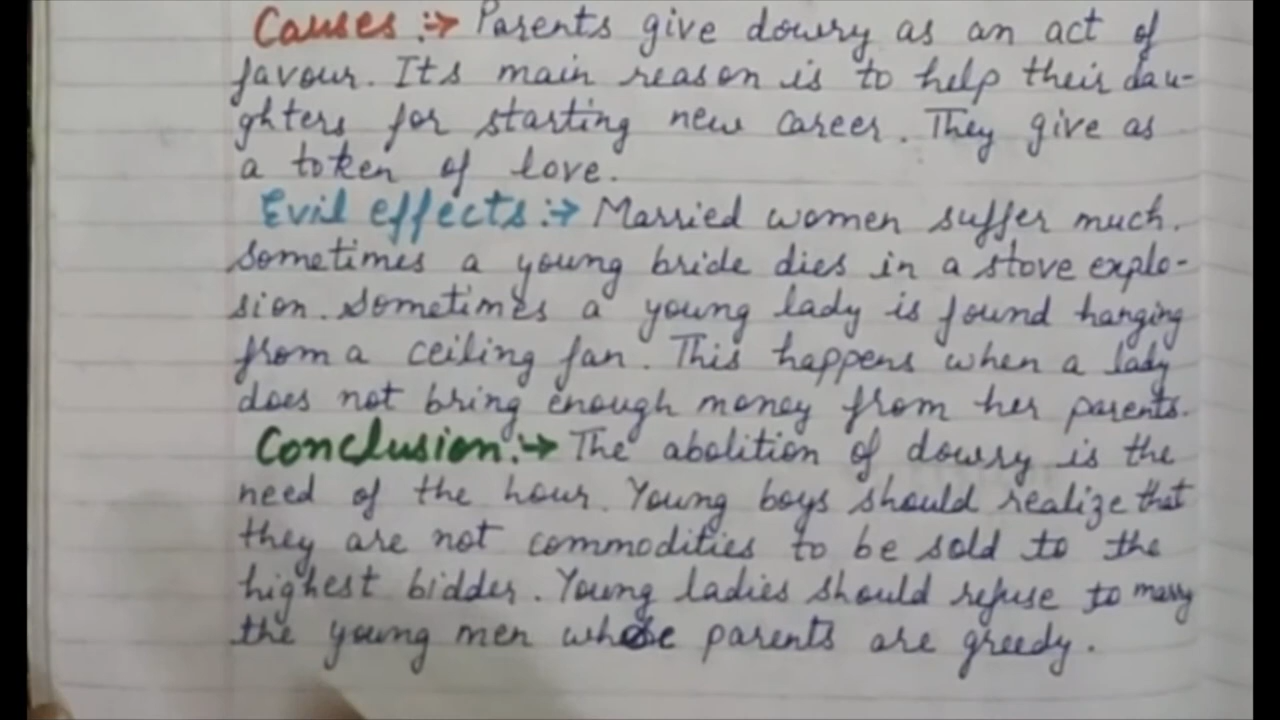 Causes :→ Parents give dowry as an act of
favour. Its main reason is to help their dau-
ghters for starting new career. They give as
a token of love.
Evil effects :→ Married women suffer much.
Sometimes a young bride dies in a stove explo-
sion. Sometimes a young lady is found hanging
from a ceiling fan. This happens when a lady
does not bring enough money from her parents.
Conclusion :→ The abolition of dowry is the
need of the hour. Young boys should realize that
they are not commodities to be sold to the
highest bidder. Young ladies should refuse to marry
the young men whose parents are greedy.